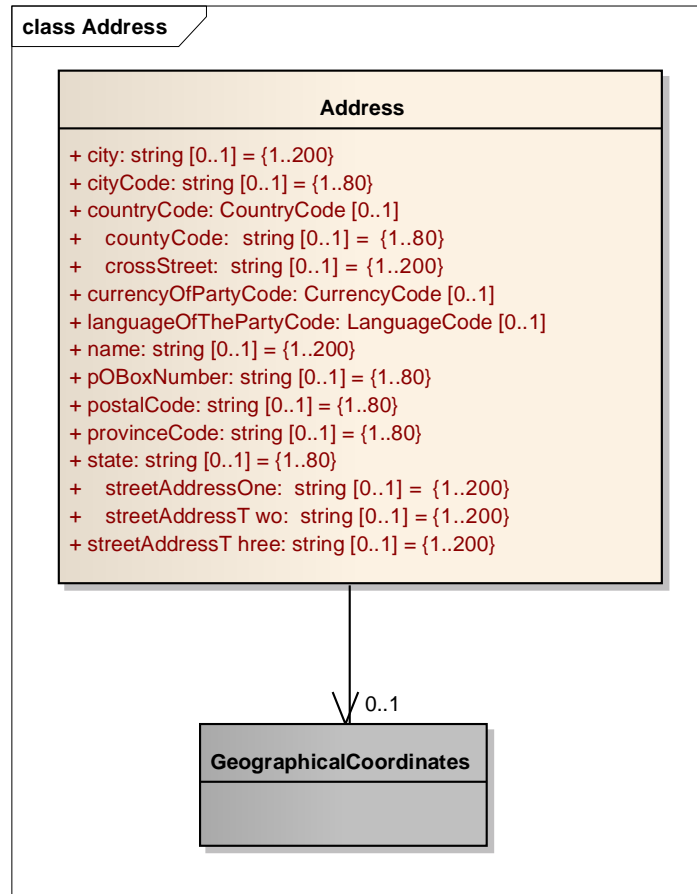 class Address
Address
+ city: string [0..1] = {1..200}
+ cityCode: string [0..1] = {1..80}
+ countryCode: CountryCode [0..1]
+ countyCode: string [0..1] = {1..80}
+ crossStreet: string [0..1] = {1..200}
+ currencyOfPartyCode: CurrencyCode [0..1]
+ languageOfThePartyCode: LanguageCode [0..1]
+ name: string [0..1] = {1..200}
+ pOBoxNumber: string [0..1] = {1..80}
+ postalCode: string [0..1] = {1..80}
+ provinceCode: string [0..1] = {1..80}
+ state: string [0..1] = {1..80}
+ streetAddressOne: string [0..1] = {1..200}
+ streetAddressT wo: string [0..1] = {1..200}
+ streetAddressT hree: string [0..1] = {1..200}
0..1
GeographicalCoordinates